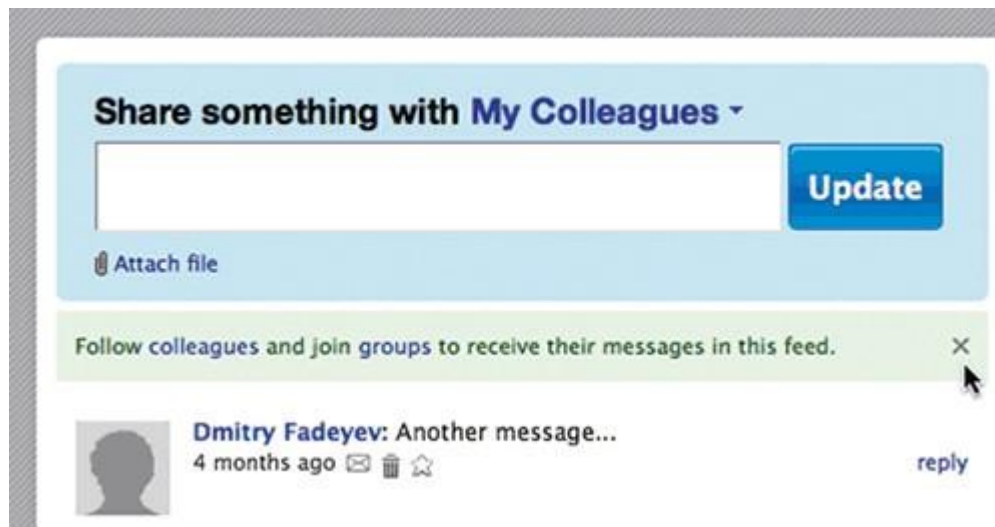 Share something with My Colleagues
Update
Attach file
Follow colleagues and join groups to receive their messages in this feed.
Dmitry Fadeyev: Another message...
4 months ago
reply